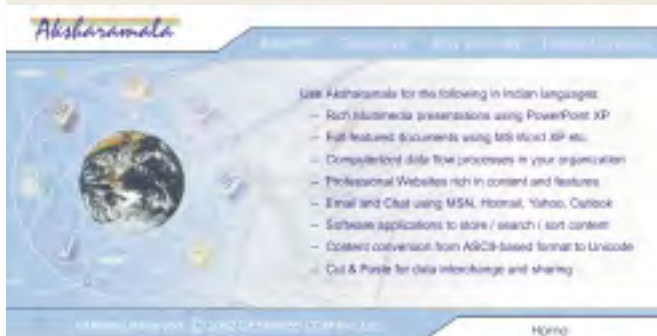 Aksharamala
Use Aksharamala for the following in Indian languages
– Rich Multimedia presentations using PowerPoint XP
– Full-featured documents using MS Word XP etc.
– Computerized data flow processes in your organization
– Professional Websites rich in content and features
– Email and Chat using MSN, Hotmail, Yahoo, Outlook
– Software applications to store / search / sort content
– Content conversion from ASCII-based format to Unicode
– Cut & Paste for data interchange and sharing
Home